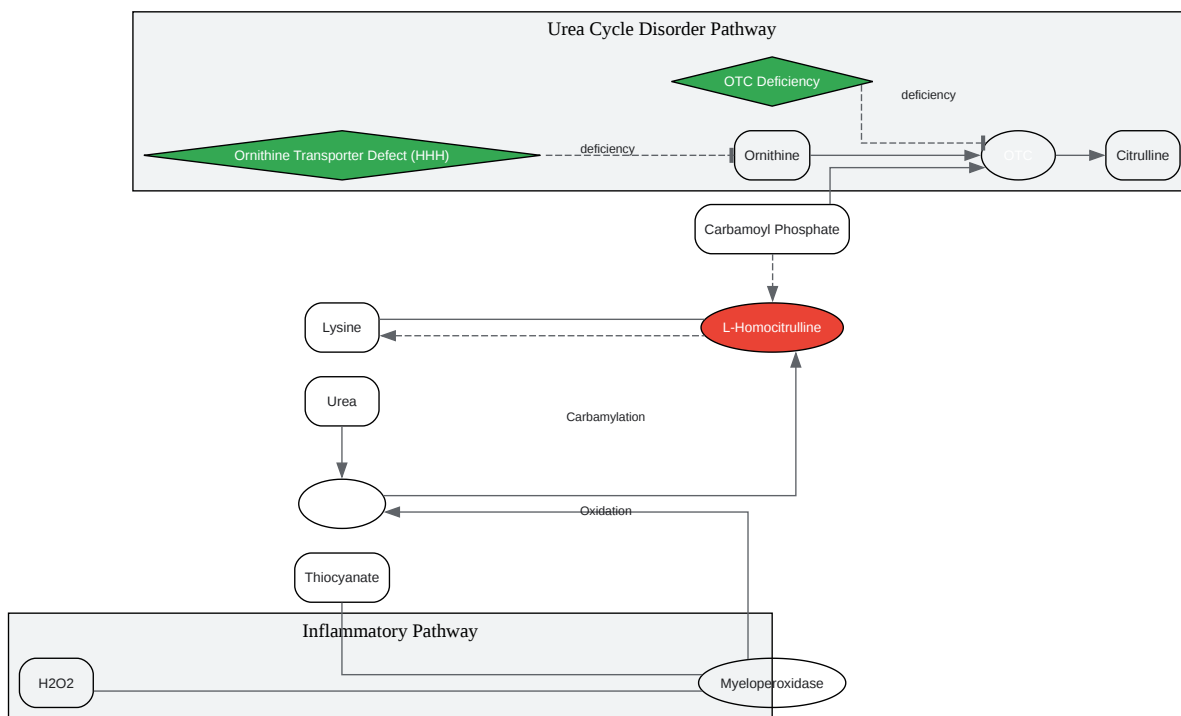 Urea Cycle Disorder Pathway
OTC Deficiency
deficiency
Ornithine Transporter Defect (HHH)
deficiency
Ornithine
OTC
Citrulline
Carbamoyl Phosphate
Lysine
L-Homocitrulline
Urea
Carbamylation
Oxidation
Thiocyanate
Inflammatory Pathway
H2O2
Myeloperoxidase